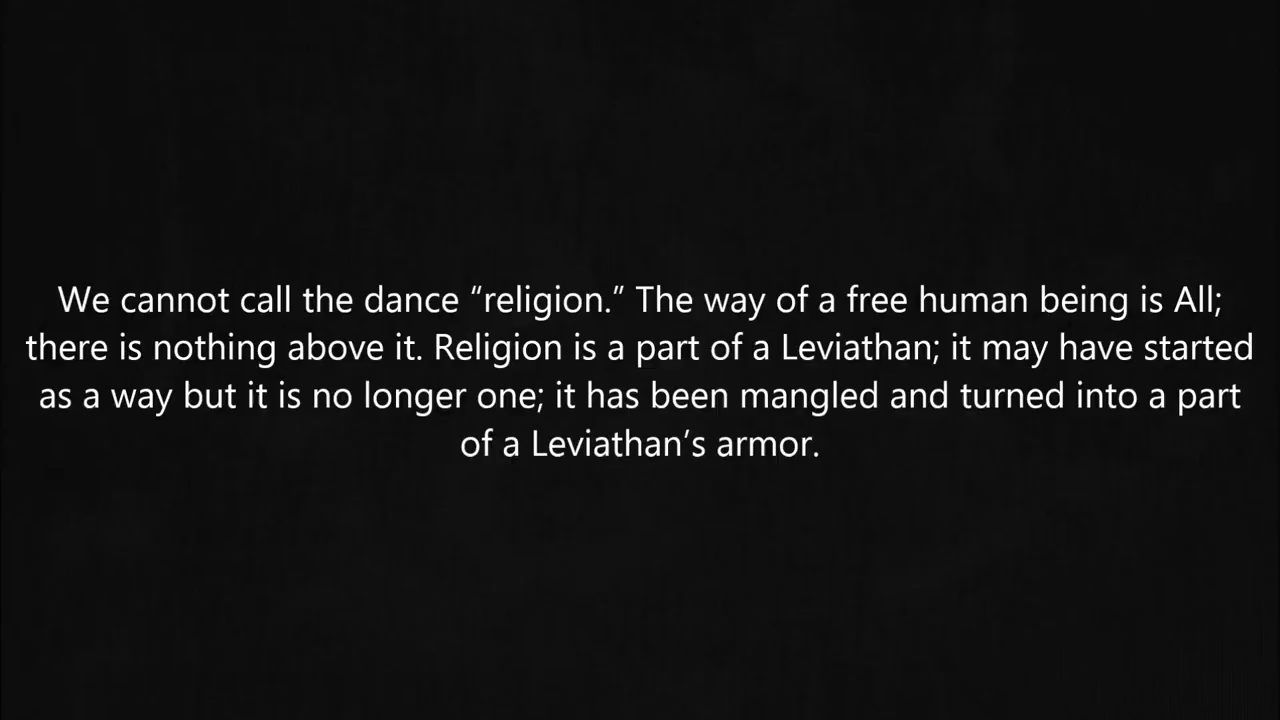 We cannot call the dance “religion.” The way of a free human being is All;
there is nothing above it. Religion is a part of a Leviathan; it may have started
as a way but it is no longer one; it has been mangled and turned into a part
of a Leviathan’s armor.